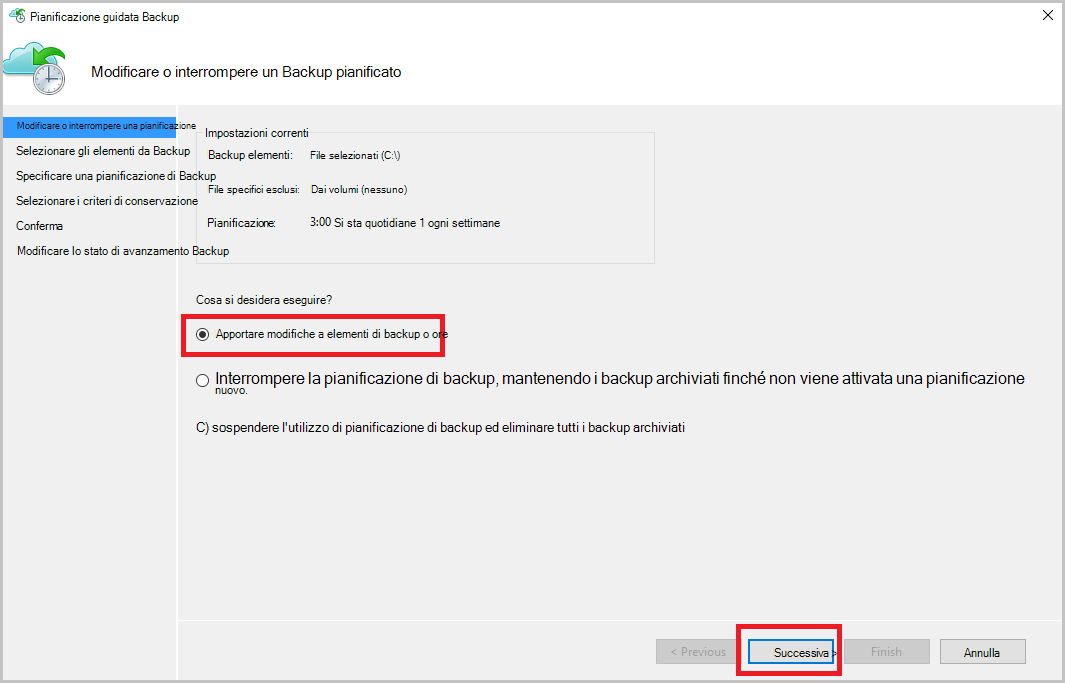 Pianificazione guidata Backup
Modificare o interrompere un Backup pianificato
Modificare o interrompere una pianificazione
Selezionare gli elementi da Backup
Specificare una pianificazione di Backup
Selezionare i criteri di conservazione
Conferma
Modificare lo stato di avanzamento Backup
Impostazioni correnti
Backup elementi: File selezionati (C:\)
File specifici esclusi: Dai volumi (nessuno)
Pianificazione: 3:00 Si sta quotidiane 1 ogni settimane
Cosa si desidera eseguire?
Apportare modifiche a elementi di backup o ore
Interrompere la pianificazione di backup, mantenendo i backup archiviati finché non viene attivata una pianificazione
nuovo.
C) sospendere l'utilizzo di pianificazione di backup ed eliminare tutti i backup archiviati
< Previous Successiva > Finish Annulla